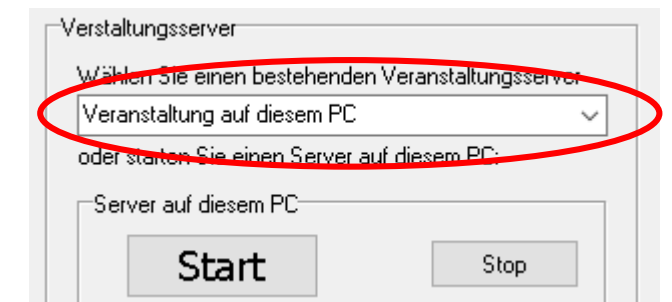 Verstaltungsserver
Wählen Sie einen bestehenden Veranstaltungsserver
Veranstaltung auf diesem PC
oder starten Sie einen Server auf diesem PC:
Server auf diesem PC
Start Stop